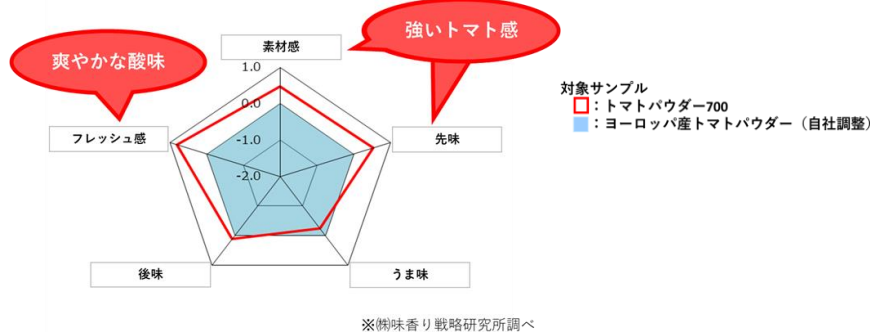 強いトマト感
爽やかな酸味
素材感
1.0
0.0
-1.0
-2.0
フレッシュ感
先味
後味
うま味
対象サンプル
：トマトパウダー700
：ヨーロッパ産トマトパウダー（自社調整）
※㈱味香り戦略研究所調べ